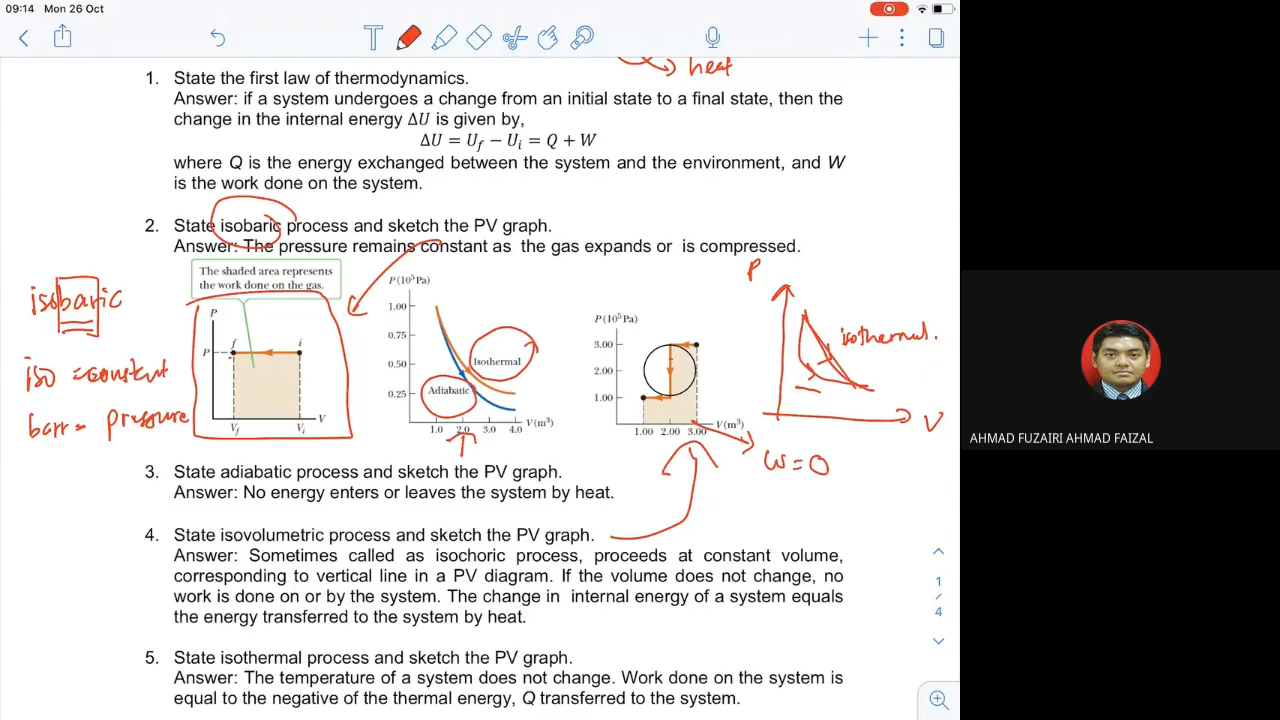 09:14 Mon 26 Oct
heat
1. State the first law of thermodynamics.
Answer: if a system undergoes a change from an initial state to a final state, then the
change in the internal energy ΔU is given by,
ΔU = U_f − U_i = Q + W
where Q is the energy exchanged between the system and the environment, and W
is the work done on the system.
2. State isobaric process and sketch the PV graph.
Answer: The pressure remains constant as the gas expands or is compressed.
isobaric
iso = constant
barr = pressure
The shaded area represents
the work done on the gas.
P
P
f
i
V
V_f
V_i
P (10⁵ Pa)
1.00
0.75
0.50
0.25
Isothermal
Adiabatic
1.0 2.0 3.0 4.0
V (m³)
P (10⁵ Pa)
3.00
2.00
1.00
1.00 2.00 3.00
V (m³)
W = 0
P
isothermal.
V
3. State adiabatic process and sketch the PV graph.
Answer: No energy enters or leaves the system by heat.
4. State isovolumetric process and sketch the PV graph.
Answer: Sometimes called as isochoric process, proceeds at constant volume,
corresponding to vertical line in a PV diagram. If the volume does not change, no
work is done on or by the system. The change in internal energy of a system equals
the energy transferred to the system by heat.
5. State isothermal process and sketch the PV graph.
Answer: The temperature of a system does not change. Work done on the system is
equal to the negative of the thermal energy, Q transferred to the system.
1
/
4
AHMAD FUZAIRI AHMAD FAIZAL